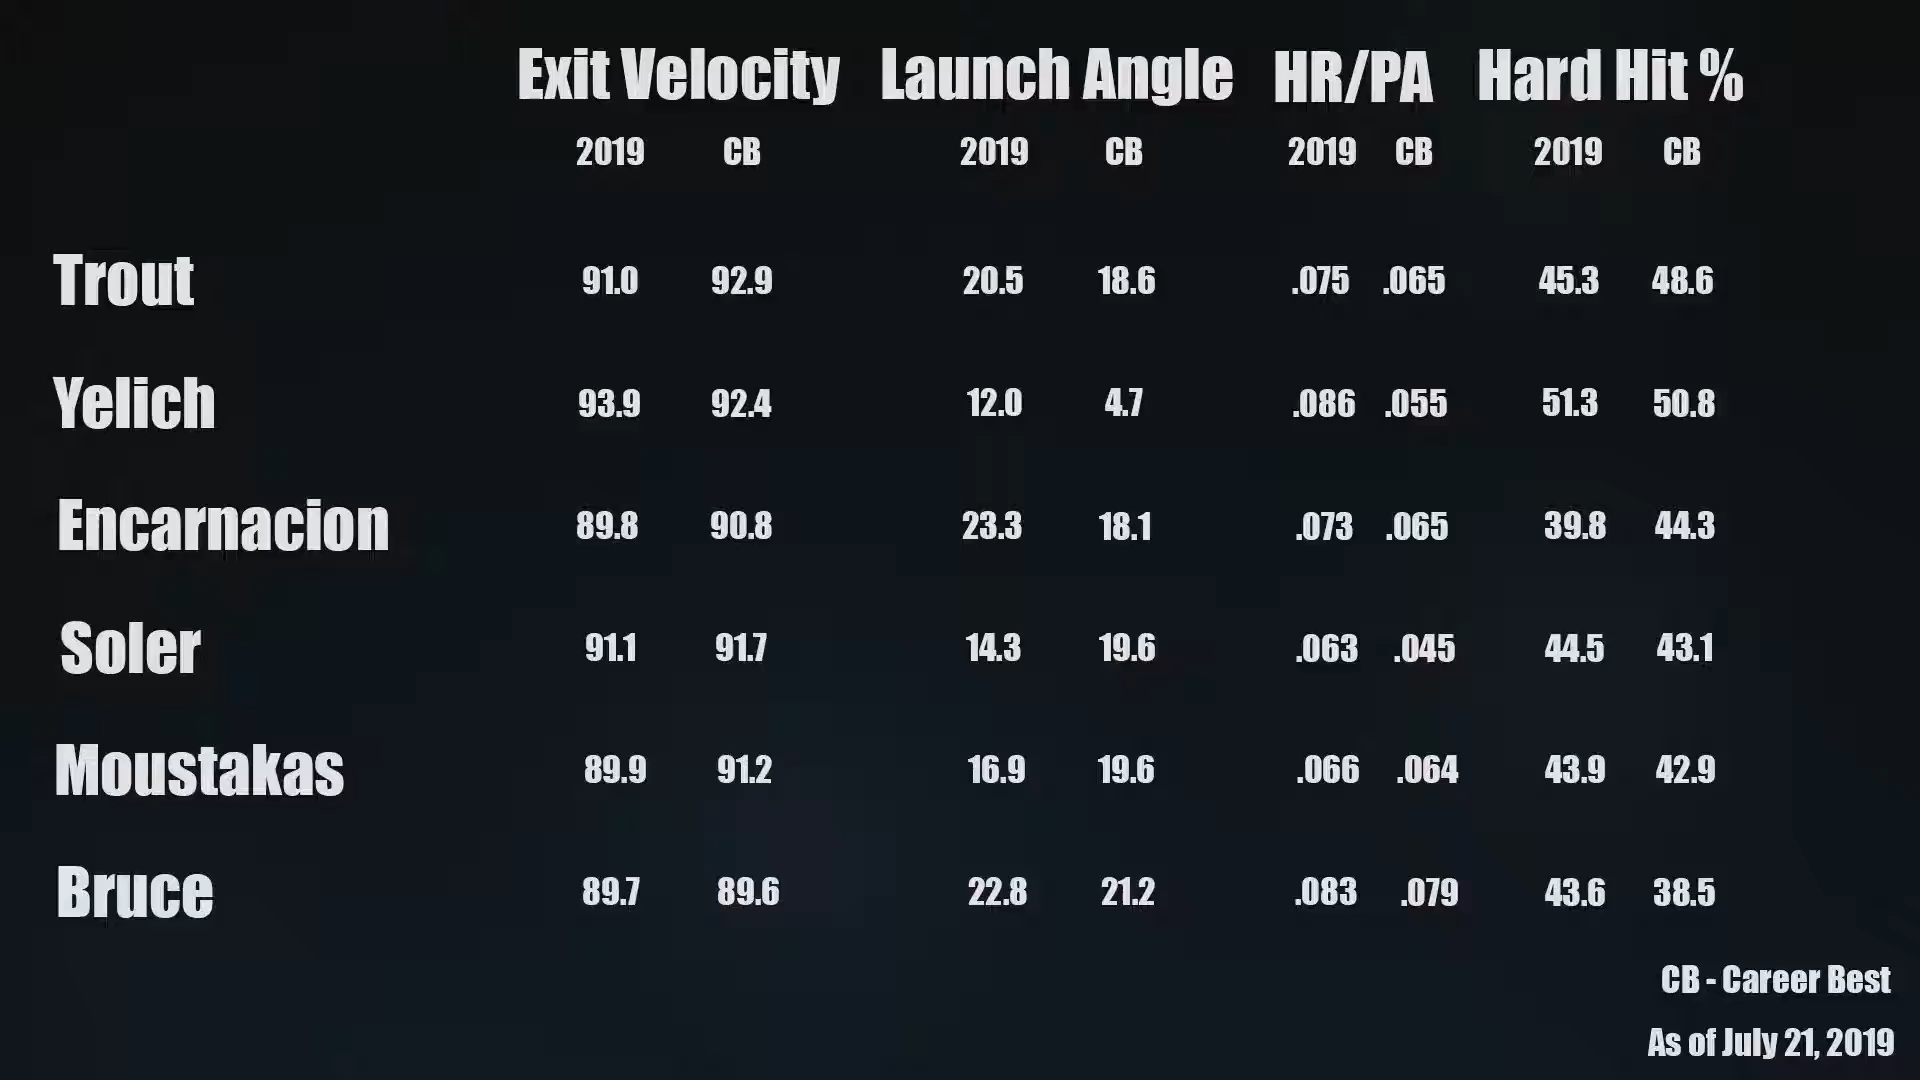 Exit Velocity Launch Angle HR/PA Hard Hit %
2019 CB 2019 CB 2019 CB 2019 CB
Trout 91.0 92.9 20.5 18.6 .075 .065 45.3 48.6
Yelich 93.9 92.4 12.0 4.7 .086 .055 51.3 50.8
Encarnacion 89.8 90.8 23.3 18.1 .073 .065 39.8 44.3
Soler 91.1 91.7 14.3 19.6 .063 .045 44.5 43.1
Moustakas 89.9 91.2 16.9 19.6 .066 .064 43.9 42.9
Bruce 89.7 89.6 22.8 21.2 .083 .079 43.6 38.5
CB - Career Best
As of July 21, 2019